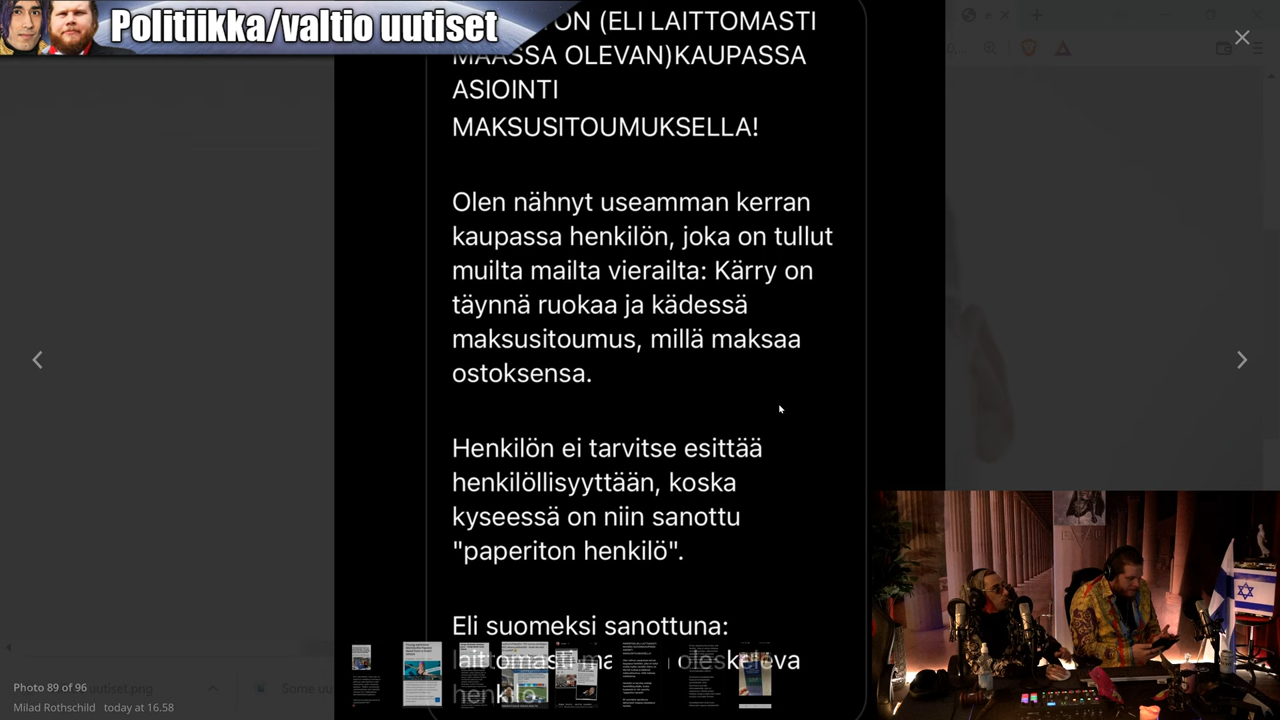 Politiikka/valtio uutiset
ON (ELI LAITTOMASTI
MAASSA OLEVAN)KAUPASSA
ASIOINTI
MAKSUSITOUMUKSELLA!
Olen nähnyt useamman kerran
kaupassa henkilön, joka on tullut
muilta mailta vierailta: Kärry on
täynnä ruokaa ja kädessä
maksusitoumus, millä maksaa
ostoksensa.
Henkilön ei tarvitse esittää
henkilöllisyyttään, koska
kyseessä on niin sanottu
"paperiton henkilö".
Eli suomeksi sanottuna:
laittomasti ma oleskeleva
henkilö
Photo 89 of 96
Milad Rothschild today at 16.58